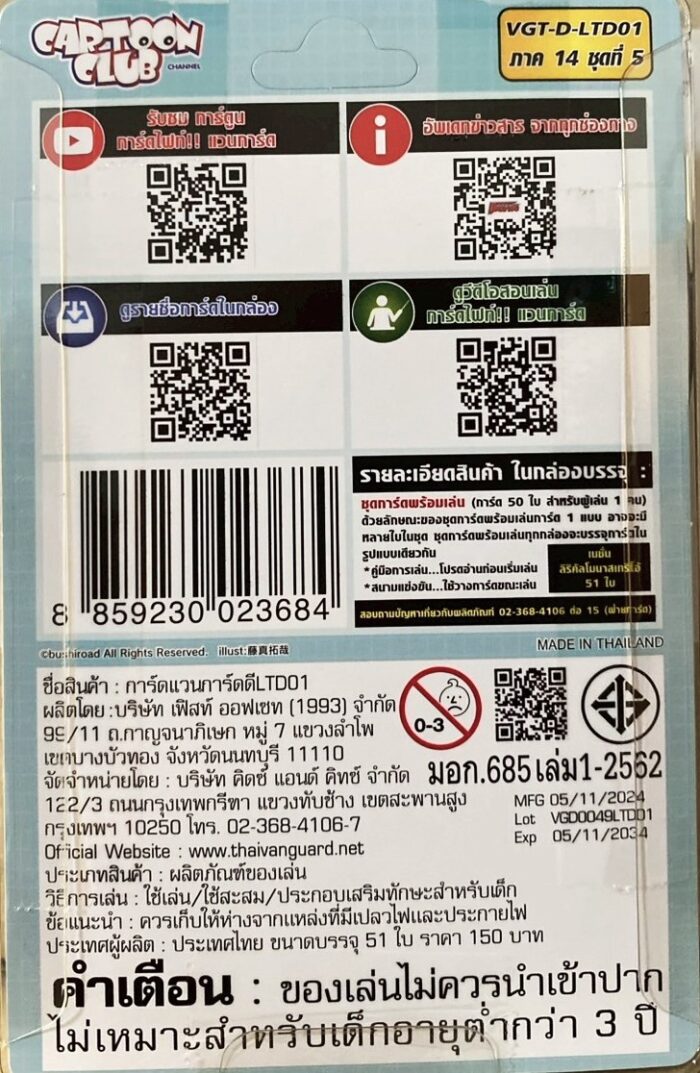 CARTOON
CLUB CHANNEL
VGT-D-LTD01
ภาค 14 ชุดที่ 5
รับชม การ์ตูน
การ์ดไฟท์!! แวนการ์ด
อัพเดทข่าวสาร จากทุกช่องทาง
ดูรายชื่อการ์ดในกล่อง
ดูวีดีโอสอนเล่น
การ์ดไฟท์!! แวนการ์ด
รายละเอียดสินค้า ในกล่องบรรจุ :
ชุดการ์ดพร้อมเล่น (การ์ด 50 ใบ สำหรับผู้เล่น 1 คน)
ด้วยลักษณะของชุดการ์ดพร้อมเล่นการ์ด 1 แบบ อาจจะมี
หลายใบในชุด ชุดการ์ดพร้อมเล่นทุกกล่องจะบรรจุการ์ดใน
รูปแบบเดียวกัน
*คู่มือการเล่น...โปรดอ่านก่อนเริ่มเล่น
*สนามแข่งขัน...ใช้วางการ์ดขณะเล่น
เนชั่น
ลิริคัลโมนาสเทริโอ้
51 ใบ
สอบถามปัญหาเกี่ยวกับผลิตภัณฑ์ 02-368-4106 ต่อ 15 (ฝ่ายการ์ด)
8 859230 023684
©bushiroad All Rights Reserved. illust:藤真拓哉
MADE IN THAILAND
ชื่อสินค้า : การ์ดแวนการ์ดดีLTD01
ผลิตโดย :บริษัท เฟิสท์ ออฟเซท (1993) จำกัด
99/11 ถ.กาญจนาภิเษก หมู่ 7 แขวงลำโพ
เขตบางบัวทอง จังหวัดนนทบุรี 11110
จัดจำหน่ายโดย : บริษัท คิดซ์ แอนด์ คิทซ์ จำกัด
122/3 ถนนกรุงเทพกรีฑา แขวงทับช้าง เขตสะพานสูง
กรุงเทพฯ 10250 โทร. 02-368-4106-7
Official Website : www.thaivanguard.net
ประเภทสินค้า : ผลิตภัณฑ์ของเล่น
วิธีการเล่น : ใช้เล่น/ใช้สะสม/ประกอบเสริมทักษะสำหรับเด็ก
ข้อแนะนำ : ควรเก็บให้ห่างจากแหล่งที่มีเปลวไฟและประกายไฟ
ประเทศผู้ผลิต : ประเทศไทย ขนาดบรรจุ 51 ใบ ราคา 150 บาท
0-3
มอก.685 เล่ม1-2562
MFG 05/11/2024
Lot VGD0049LTD01
Exp 05/11/2034
คำเตือน : ของเล่นไม่ควรนำเข้าปาก
ไม่เหมาะสำหรับเด็กอายุต่ำกว่า 3 ปี